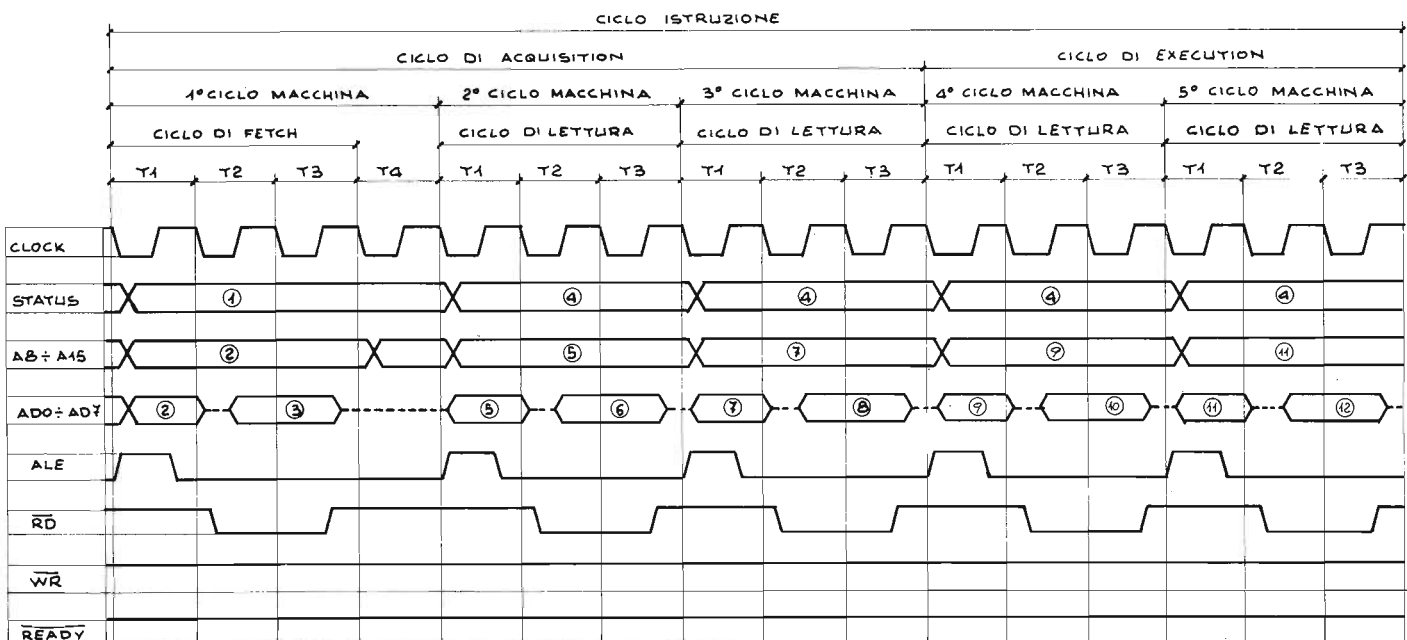 CICLO ISTRUZIONE
CICLO DI ACQUISITION CICLO DI EXECUTION
1° CICLO MACCHINA 2° CICLO MACCHINA 3° CICLO MACCHINA 4° CICLO MACCHINA 5° CICLO MACCHINA
CICLO DI FETCH CICLO DI LETTURA CICLO DI LETTURA CICLO DI LETTURA CICLO DI LETTURA
T1 T2 T3 T4 T1 T2 T3 T1 T2 T3 T1 T2 T3 T1 T2 T3
CLOCK
STATUS 1 4 4 4 4
A8÷A15 2 5 7 9 11
AD0÷AD7 2 3 5 6 7 8 9 10 11 12
ALE
RD
WR
READY